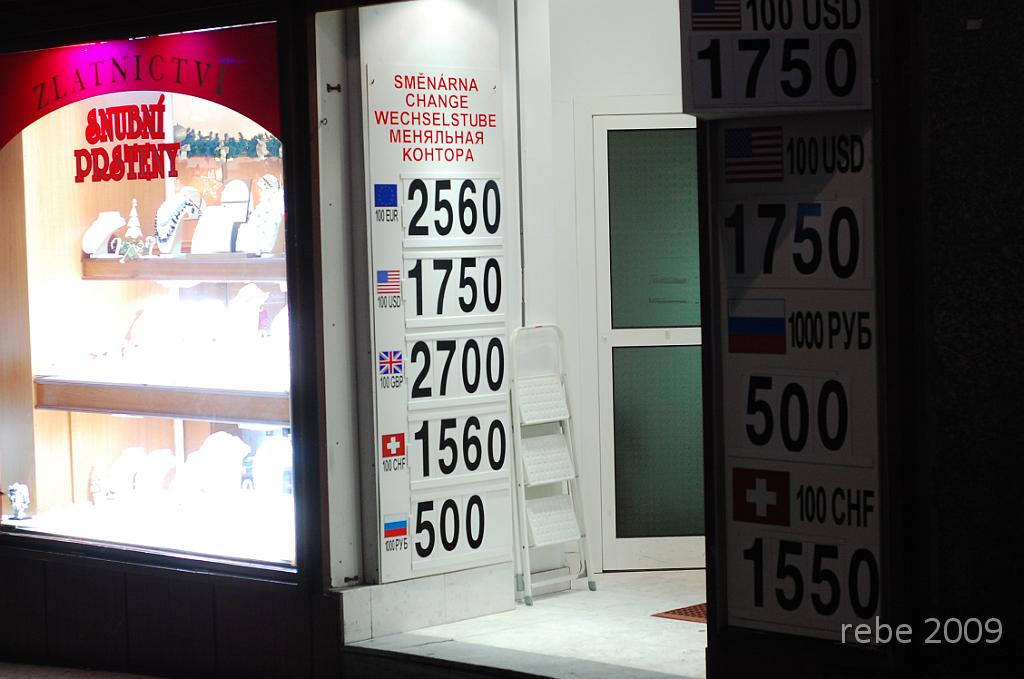 ZLATNICTVÍ
SNUBNÍ
PRSTENY
SMĚNÁRNA
CHANGE
WECHSELSTUBE
МЕНЯЛЬНАЯ
КОНТОРА
100 EUR
2560
100 USD
1750
100 GBP
2700
100 CHF
1560
1000 РУБ
500
100 USD
1750
100 USD
1750
1000 РУБ
500
100 CHF
1550
rebe 2009